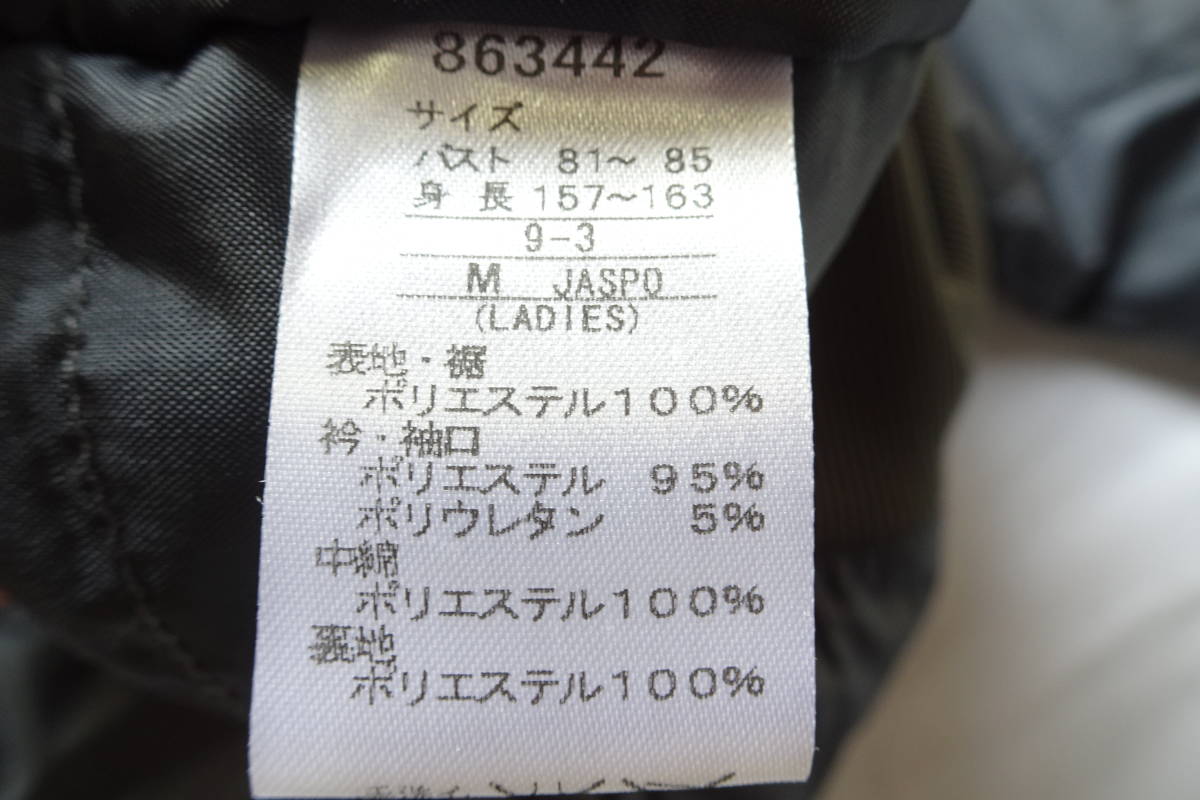 863442
サイズ
バスト 81～ 85
身 長 157～163
9-3
M JASPO
(LADIES)
表地・裾
ポリエステル100%
衿・袖口
ポリエステル 95%
ポリウレタン 5%
中綿
ポリエステル100%
裏地
ポリエステル100%